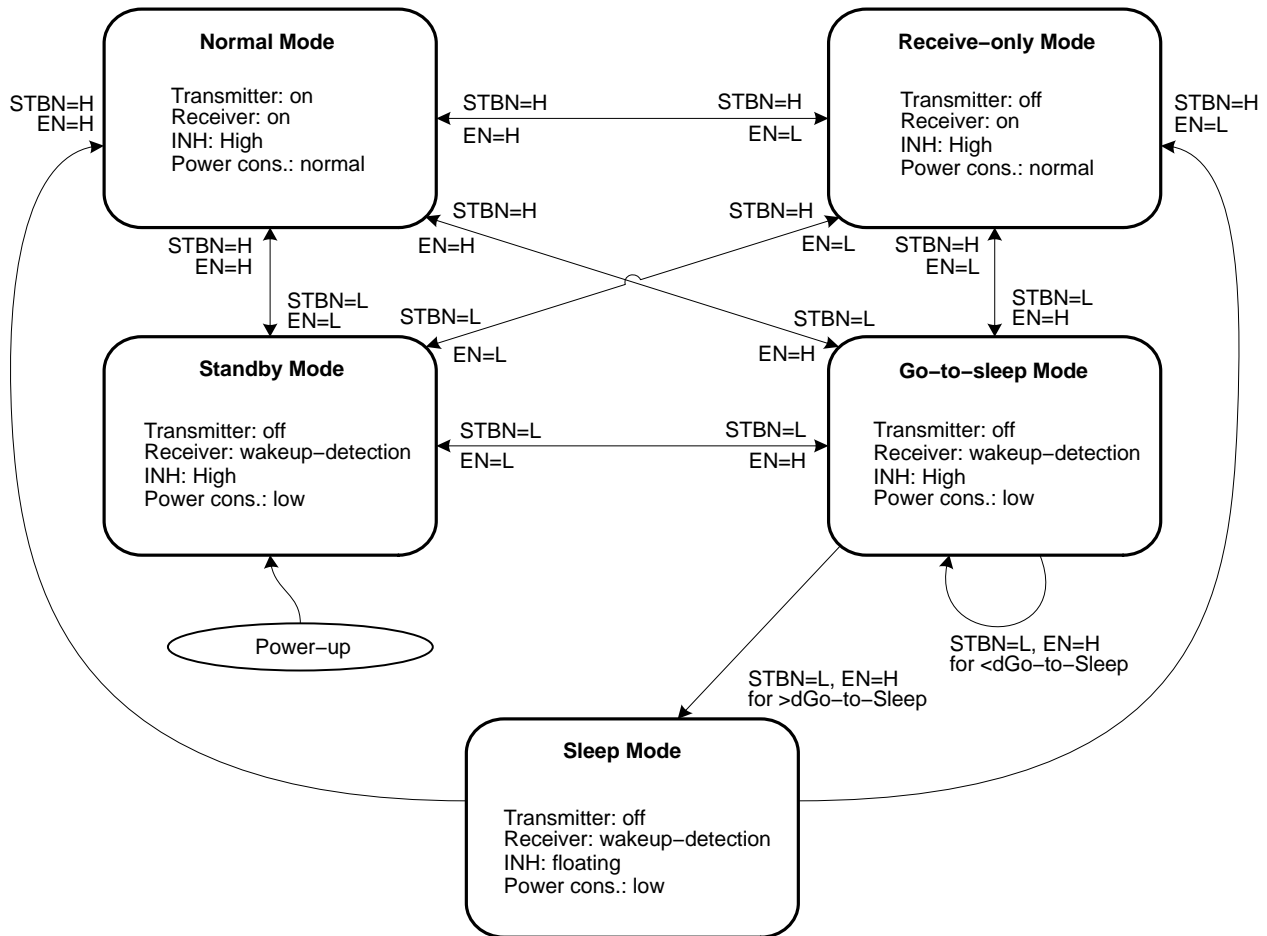 Normal Mode
Transmitter: on
Receiver: on
INH: High
Power cons.: normal
Receive−only Mode
Transmitter: off
Receiver: on
INH: High
Power cons.: normal
STBN=H
EN=H
STBN=H
EN=H
STBN=H
EN=L
STBN=H
EN=L
STBN=H
EN=H
STBN=H
EN=L
STBN=H
EN=H
STBN=L
EN=L
STBN=H
EN=L
STBN=L
EN=H
STBN=L
EN=L
STBN=L
EN=H
Standby Mode
Transmitter: off
Receiver: wakeup−detection
INH: High
Power cons.: low
STBN=L
EN=L
STBN=L
EN=H
Go−to−sleep Mode
Transmitter: off
Receiver: wakeup−detection
INH: High
Power cons.: low
Power−up
STBN=L, EN=H
for <dGo−to−Sleep
STBN=L, EN=H
for >dGo−to−Sleep
Sleep Mode
Transmitter: off
Receiver: wakeup−detection
INH: floating
Power cons.: low